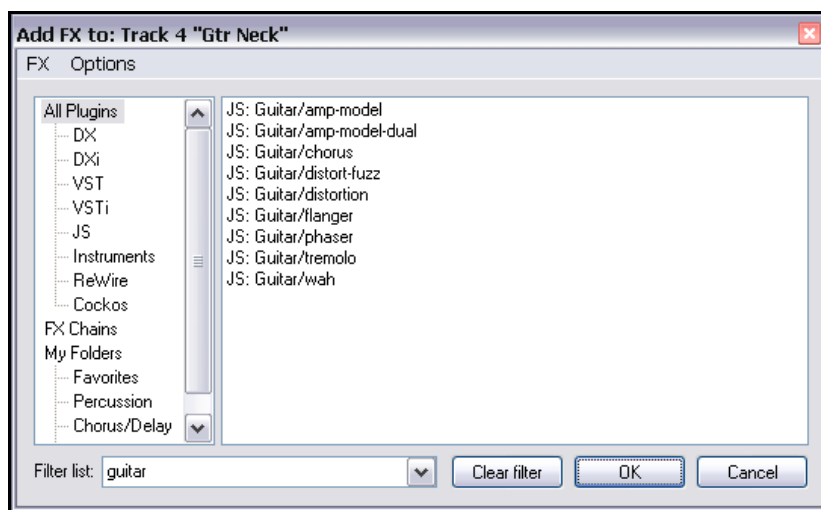 Add FX to: Track 4 "Gtr Neck"
FX Options
All Plugins
DX
DXi
VST
VSTi
JS
Instruments
ReWire
Cockos
FX Chains
My Folders
Favorites
Percussion
Chorus/Delay
JS: Guitar/amp-model
JS: Guitar/amp-model-dual
JS: Guitar/chorus
JS: Guitar/distort-fuzz
JS: Guitar/distortion
JS: Guitar/flanger
JS: Guitar/phaser
JS: Guitar/tremolo
JS: Guitar/wah
Filter list: guitar Clear filter OK Cancel